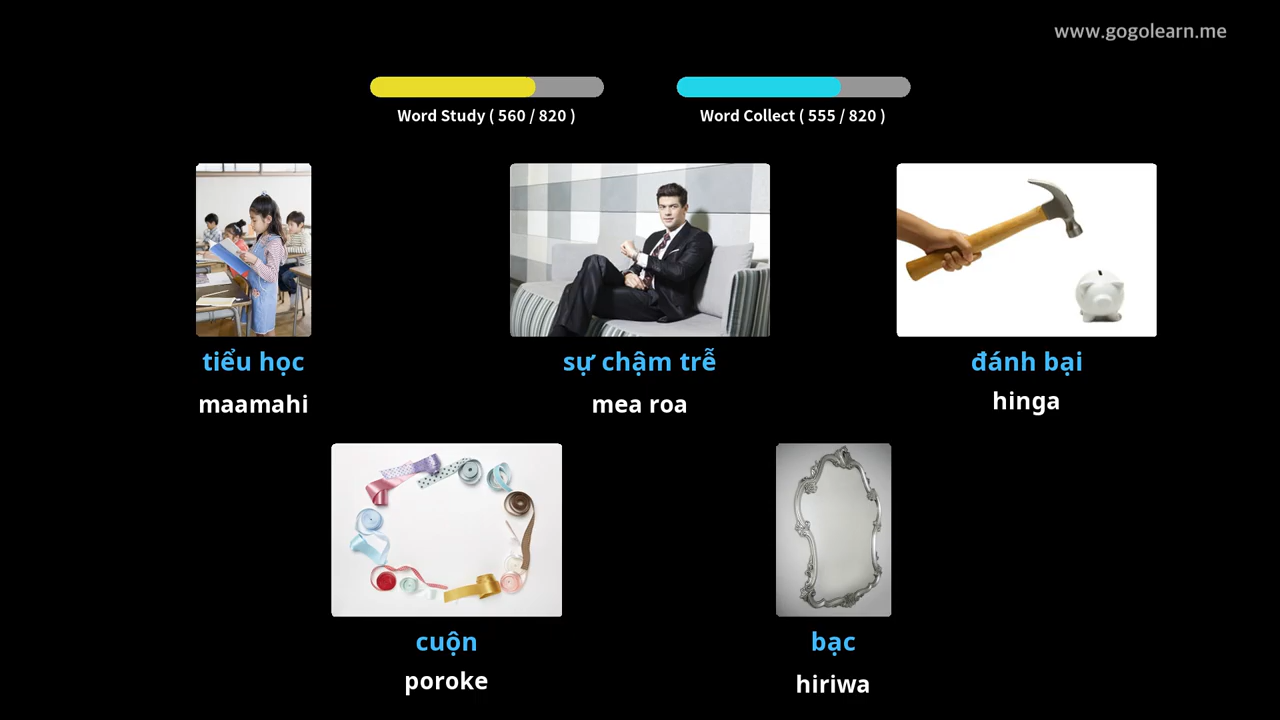 www.gogolearn.me
Word Study ( 560 / 820 )
Word Collect ( 555 / 820 )
tiểu học
maamahi
sự chậm trễ
mea roa
đánh bại
hinga
cuộn
poroke
bạc
hiriwa